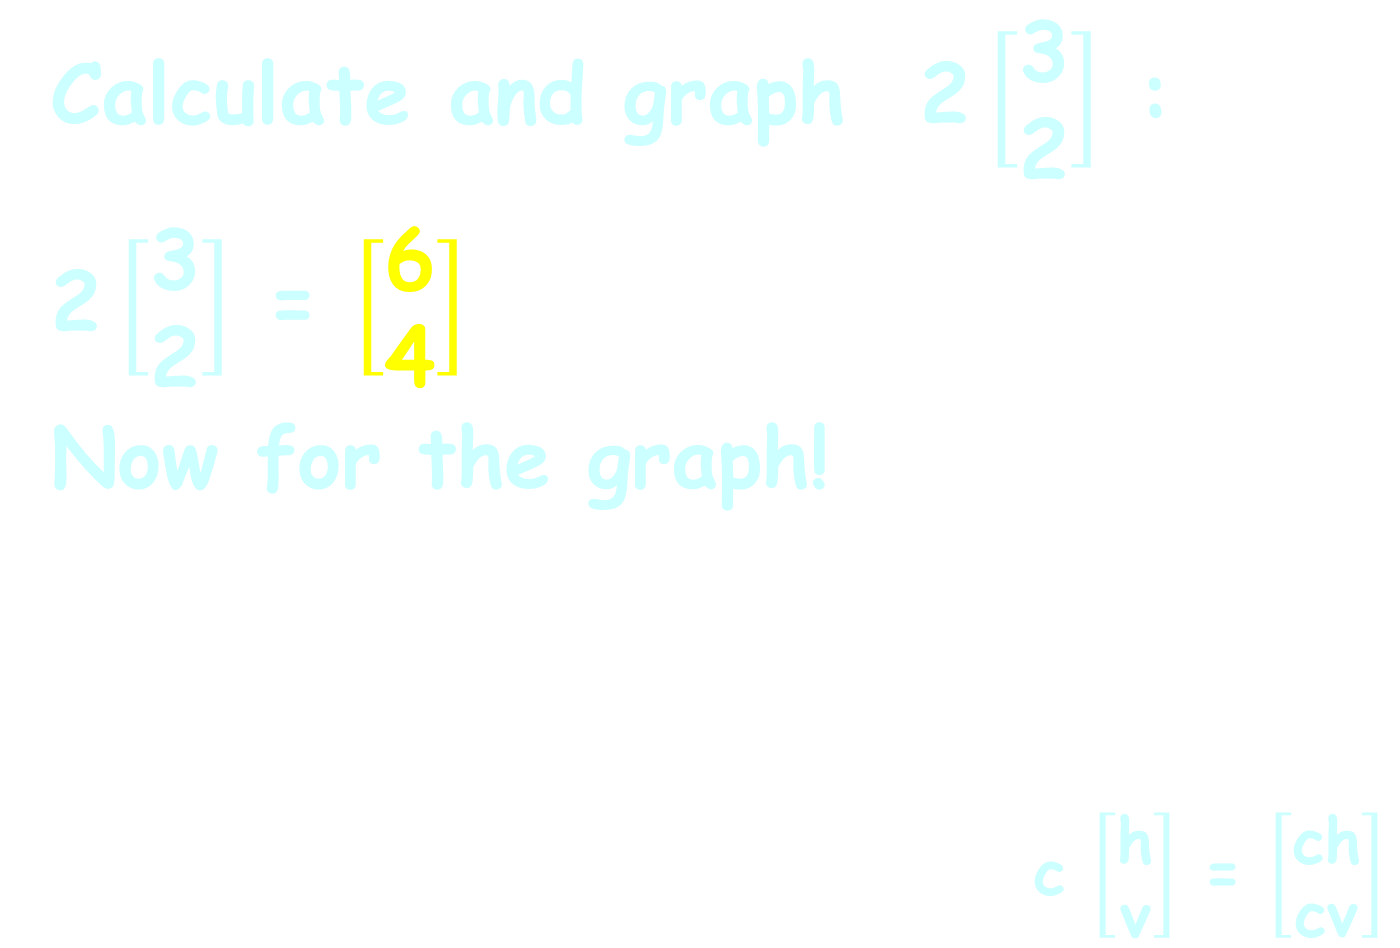 Calculate and graph 2 [3 2] :
2 [3 2] = [6 4]
Now for the graph!
c [h v] = [ch cv]